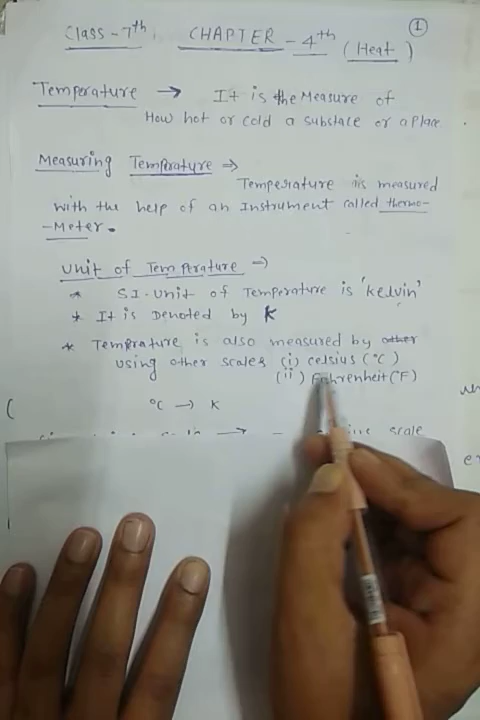 ①
Class-7th: CHAPTER - 4th (Heat)
Temperature → It is the Measure of
How hot or cold a substace or a place.
Measuring Temprature ⇒
Temperature is measured
with the help of an Instrument called thermo-
-Meter.
Unit of Temperature ⇒
* S.I. Unit of Temperature is 'kelvin'
* It is Denoted by K
* Temprature is also measured by other
using other scales (i) celsius (°C)
(ii) Fahrenheit (°F)
°C → K
scale